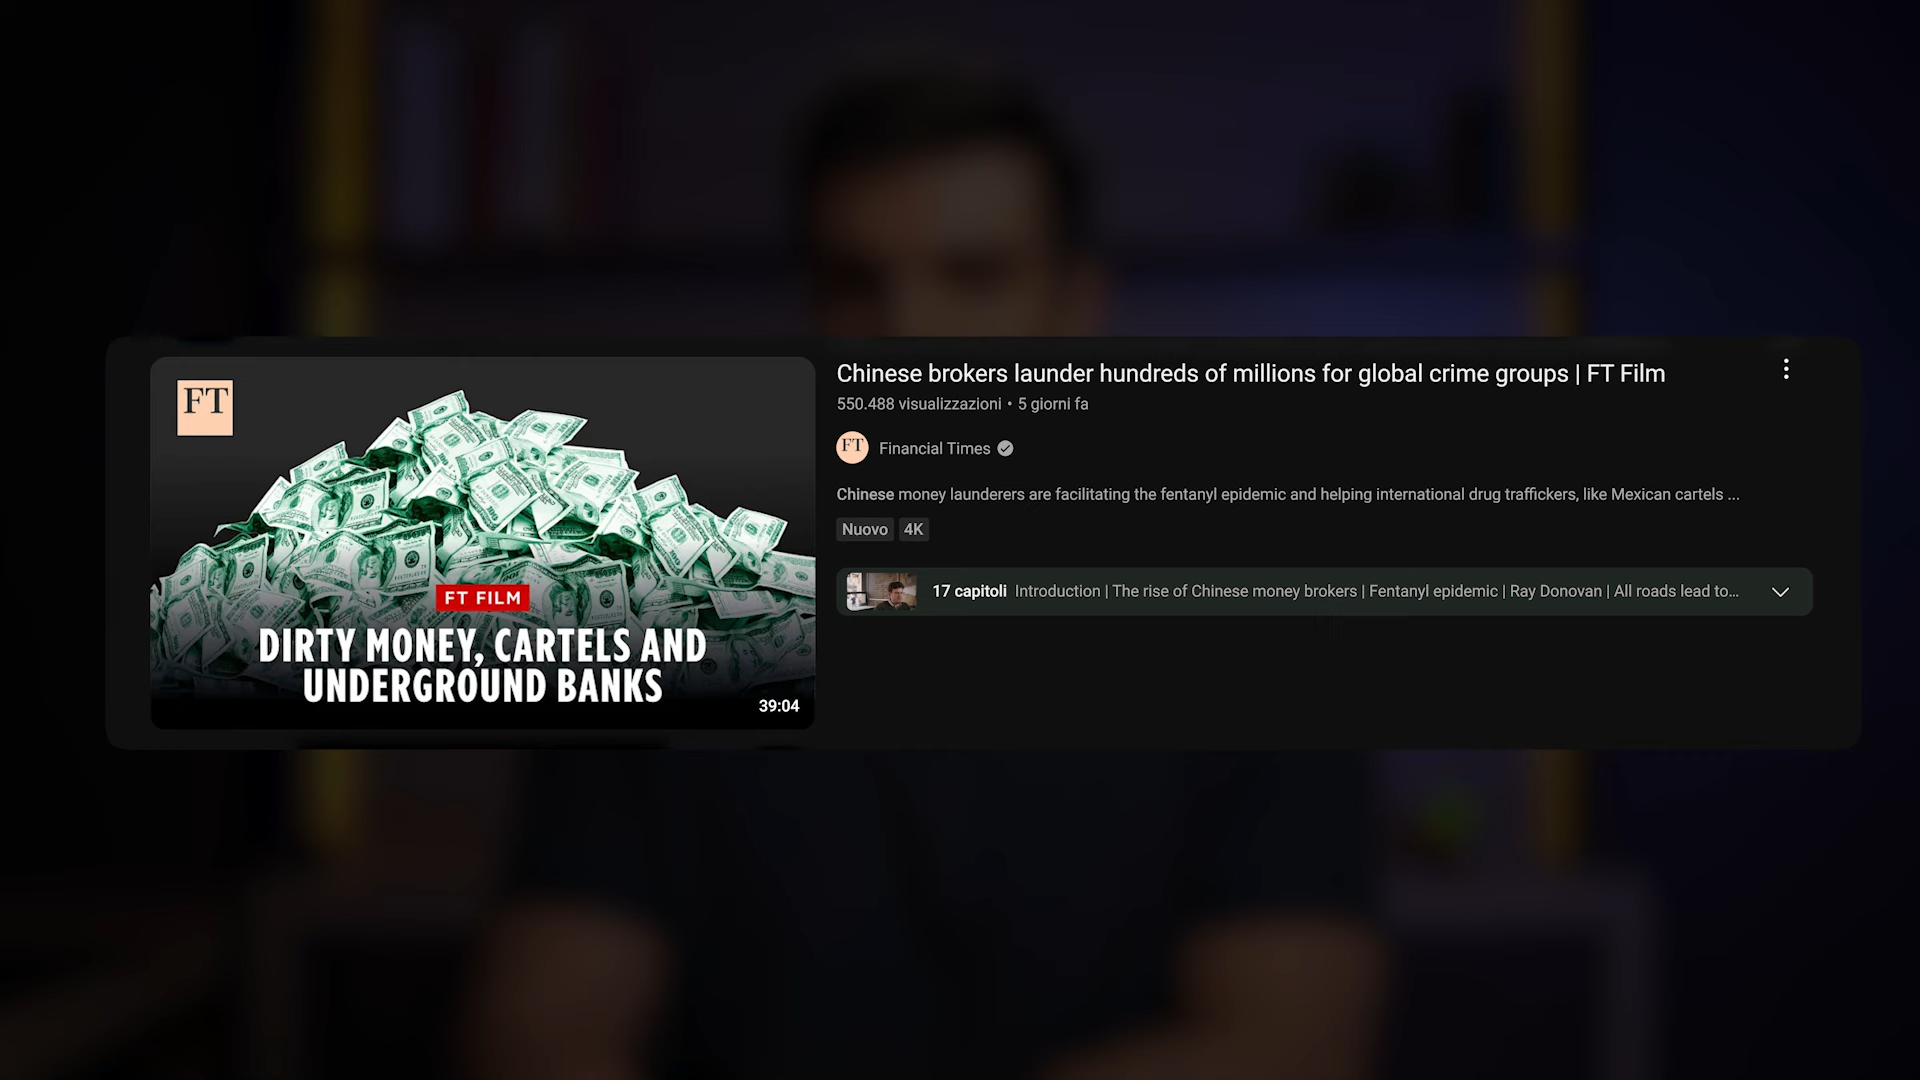 FT
FT FILM
DIRTY MONEY, CARTELS AND
UNDERGROUND BANKS
39:04
Chinese brokers launder hundreds of millions for global crime groups | FT Film
550.488 visualizzazioni • 5 giorni fa
FT
Financial Times
Chinese money launderers are facilitating the fentanyl epidemic and helping international drug traffickers, like Mexican cartels ...
Nuovo 4K
17 capitoli Introduction | The rise of Chinese money brokers | Fentanyl epidemic | Ray Donovan | All roads lead to...